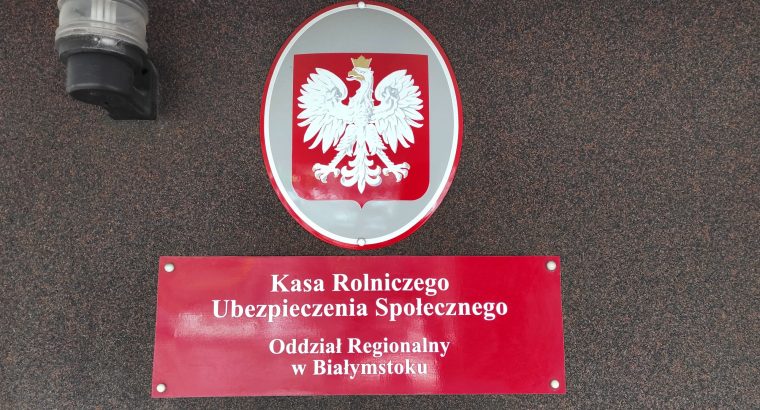 Kasa Rolniczego
Ubezpieczenia Społecznego
Oddział Regionalny
w Białymstoku